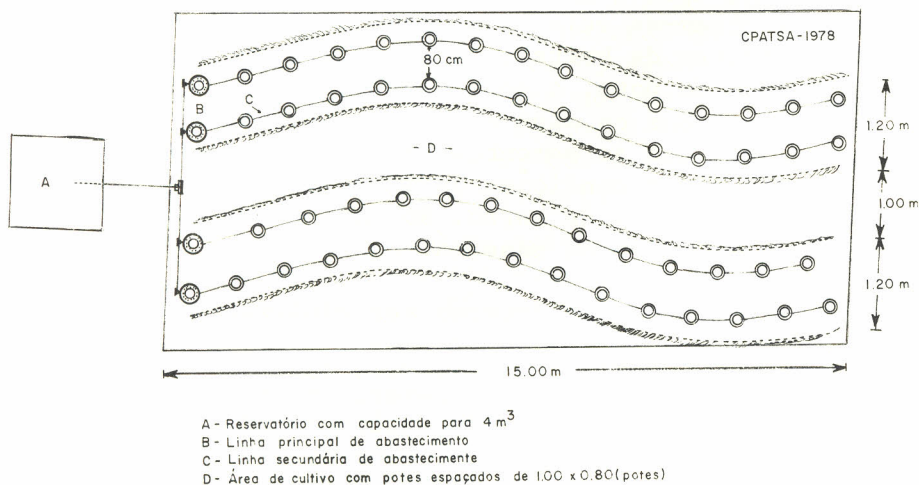 CPATSA-1978
80 cm
B
C
1.20 m
A
- D -
1.00 m
1.20 m
15.00 m
A - Reservatório com capacidade para 4 m³
B - Linha principal de abastecimento
C - Linha secundária de abastecimente
D - Área de cultivo com potes espaçados de 1.00 x 0.80(potes)